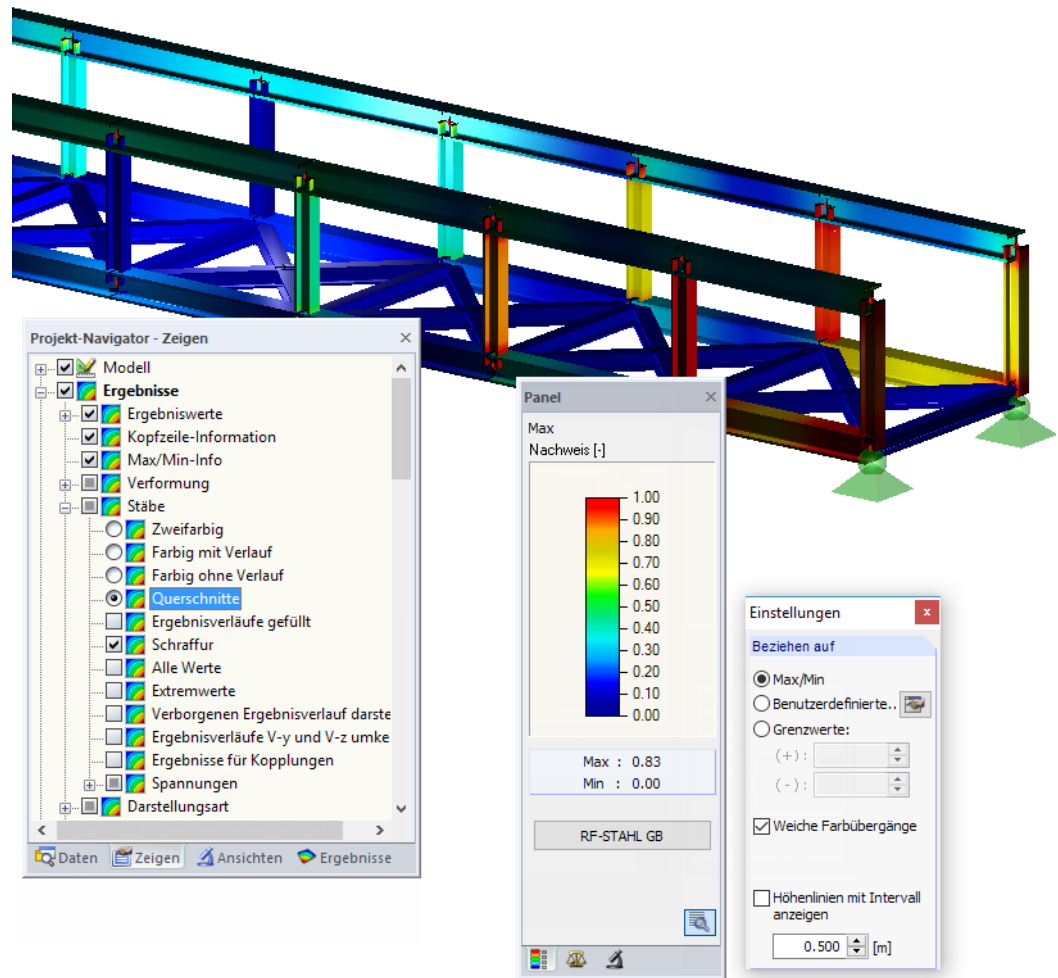 Projekt-Navigator - Zeigen
Modell
Ergebnisse
Ergebniswerte
Kopfzeile-Information
Max/Min-Info
Verformung
Stäbe
Zweifarbig
Farbig mit Verlauf
Farbig ohne Verlauf
Querschnitte
Ergebnisverläufe gefüllt
Schraffur
Alle Werte
Extremwerte
Verborgenen Ergebnisverlauf darste
Ergebnisverläufe V-y und V-z umke
Ergebnisse für Kopplungen
Spannungen
Darstellungsart
Daten Zeigen Ansichten Ergebnisse
Panel
Max
Nachweis [-]
1.00
0.90
0.80
0.70
0.60
0.50
0.40
0.30
0.20
0.10
0.00
Max : 0.83
Min : 0.00
RF-STAHL GB
Einstellungen
Beziehen auf
Max/Min
Benutzerdefinierte..
Grenzwerte:
(+):
(-):
Weiche Farbübergänge
Höhenlinien mit Intervall
anzeigen
0.500 [m]